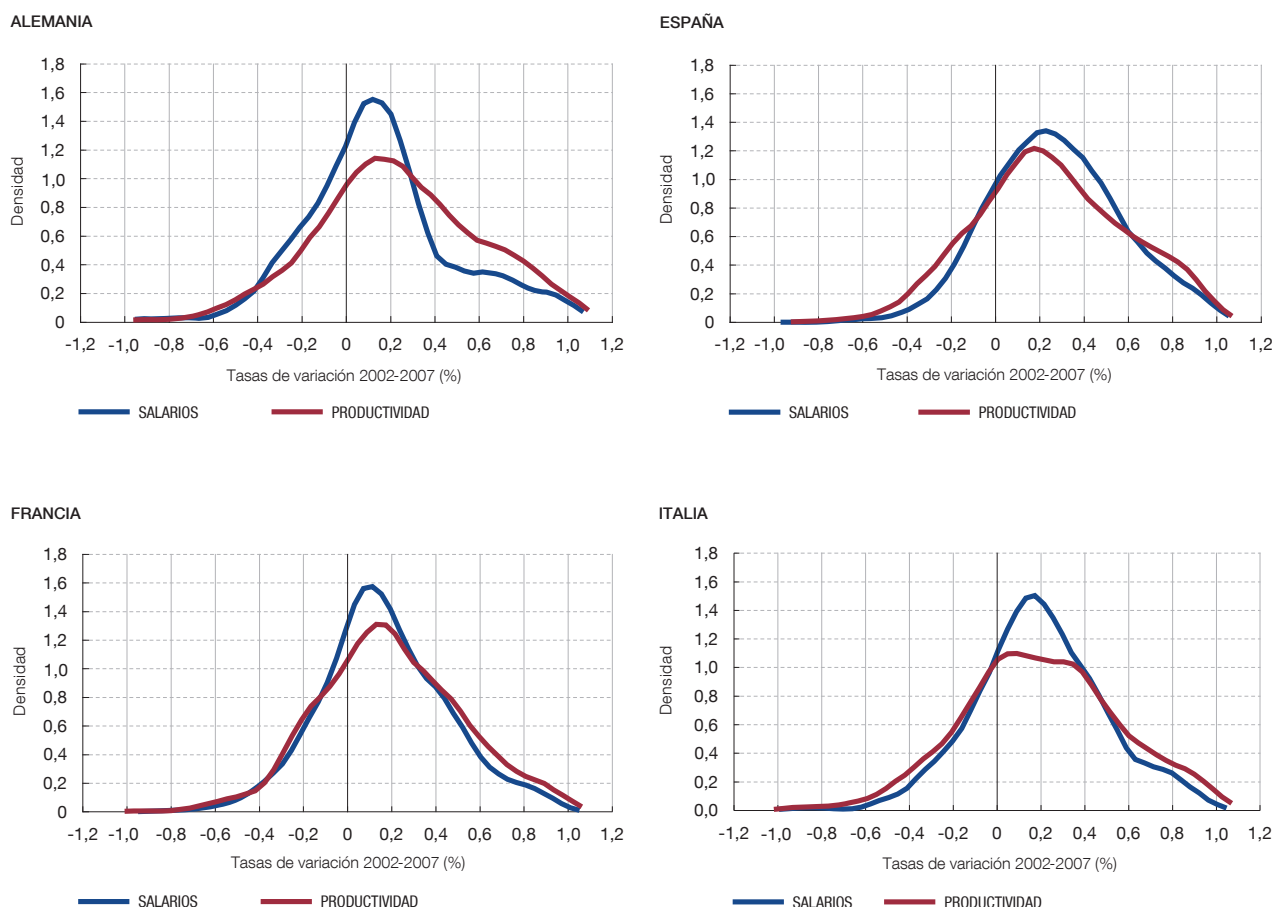 ALEMANIA
1,8
1,6
1,4
1,2
1,0
0,8
0,6
0,4
0,2
0
Densidad
-1,2 -1,0 -0,8 -0,6 -0,4 -0,2 0 0,2 0,4 0,6 0,8 1,0 1,2
Tasas de variación 2002-2007 (%)
SALARIOS PRODUCTIVIDAD
ESPAÑA
1,8
1,6
1,4
1,2
1,0
0,8
0,6
0,4
0,2
0
Densidad
-1,2 -1,0 -0,8 -0,6 -0,4 -0,2 0 0,2 0,4 0,6 0,8 1,0 1,2
Tasas de variación 2002-2007 (%)
SALARIOS PRODUCTIVIDAD
FRANCIA
1,8
1,6
1,4
1,2
1,0
0,8
0,6
0,4
0,2
0
Densidad
-1,2 -1,0 -0,8 -0,6 -0,4 -0,2 0 0,2 0,4 0,6 0,8 1,0 1,2
Tasas de variación 2002-2007 (%)
SALARIOS PRODUCTIVIDAD
ITALIA
1,8
1,6
1,4
1,2
1,0
0,8
0,6
0,4
0,2
0,0
Densidad
-1,2 -1,0 -0,8 -0,6 -0,4 -0,2 0 0,2 0,4 0,6 0,8 1,0 1,2
Tasas de variación 2002-2007 (%)
SALARIOS PRODUCTIVIDAD